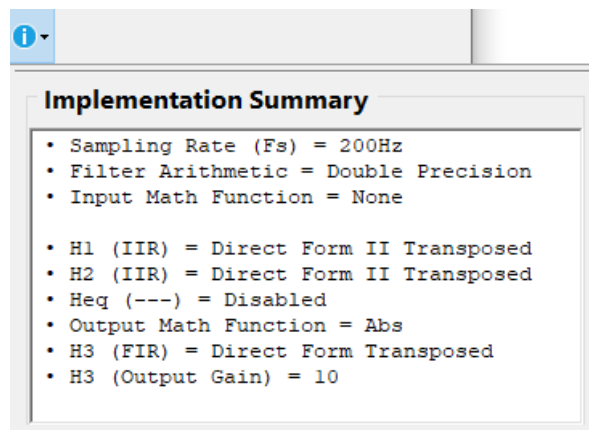 Implementation Summary
• Sampling Rate (Fs) = 200Hz
• Filter Arithmetic = Double Precision
• Input Math Function = None
• H1 (IIR) = Direct Form II Transposed
• H2 (IIR) = Direct Form II Transposed
• Heq (---) = Disabled
• Output Math Function = Abs
• H3 (FIR) = Direct Form Transposed
• H3 (Output Gain) = 10